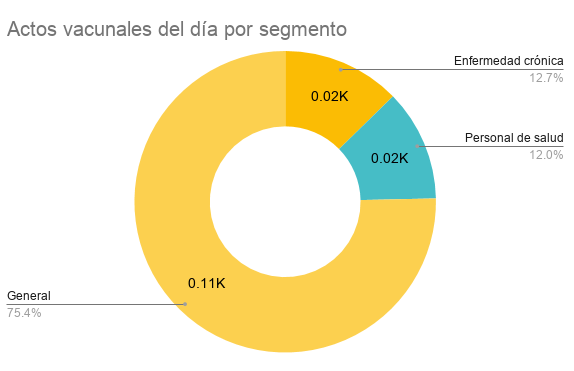 Actos vacunales del día por segmento
Enfermedad crónica
12.7%
0.02K
Personal de salud
12.0%
0.02K
0.11K
General
75.4%